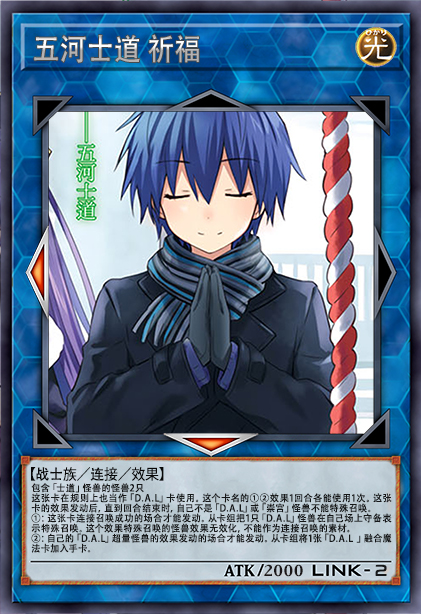 五河士道 祈福
ひかり
光
——五河士道
【战士族／连接／效果】
包含「士道」怪兽的怪兽2只
这张卡在规则上也当作「D.A.L」卡使用。这个卡名的①②效果1回合各能使用1次。这张
卡的效果发动后，直到回合结束时，自己不是「D.A.L」或「崇宫」怪兽不能特殊召唤。
①：这张卡连接召唤成功的场合才能发动。从卡组把1只「D.A.L」怪兽在自己场上守备表
示特殊召唤。这个效果特殊召唤的怪兽效果无效化，不能作为连接召唤的素材。
②：自己的「D.A.L」超量怪兽的效果发动的场合才能发动。从卡组将1张「D.A.L 」融合魔
法卡加入手卡。
ATK/2000 LINK-2